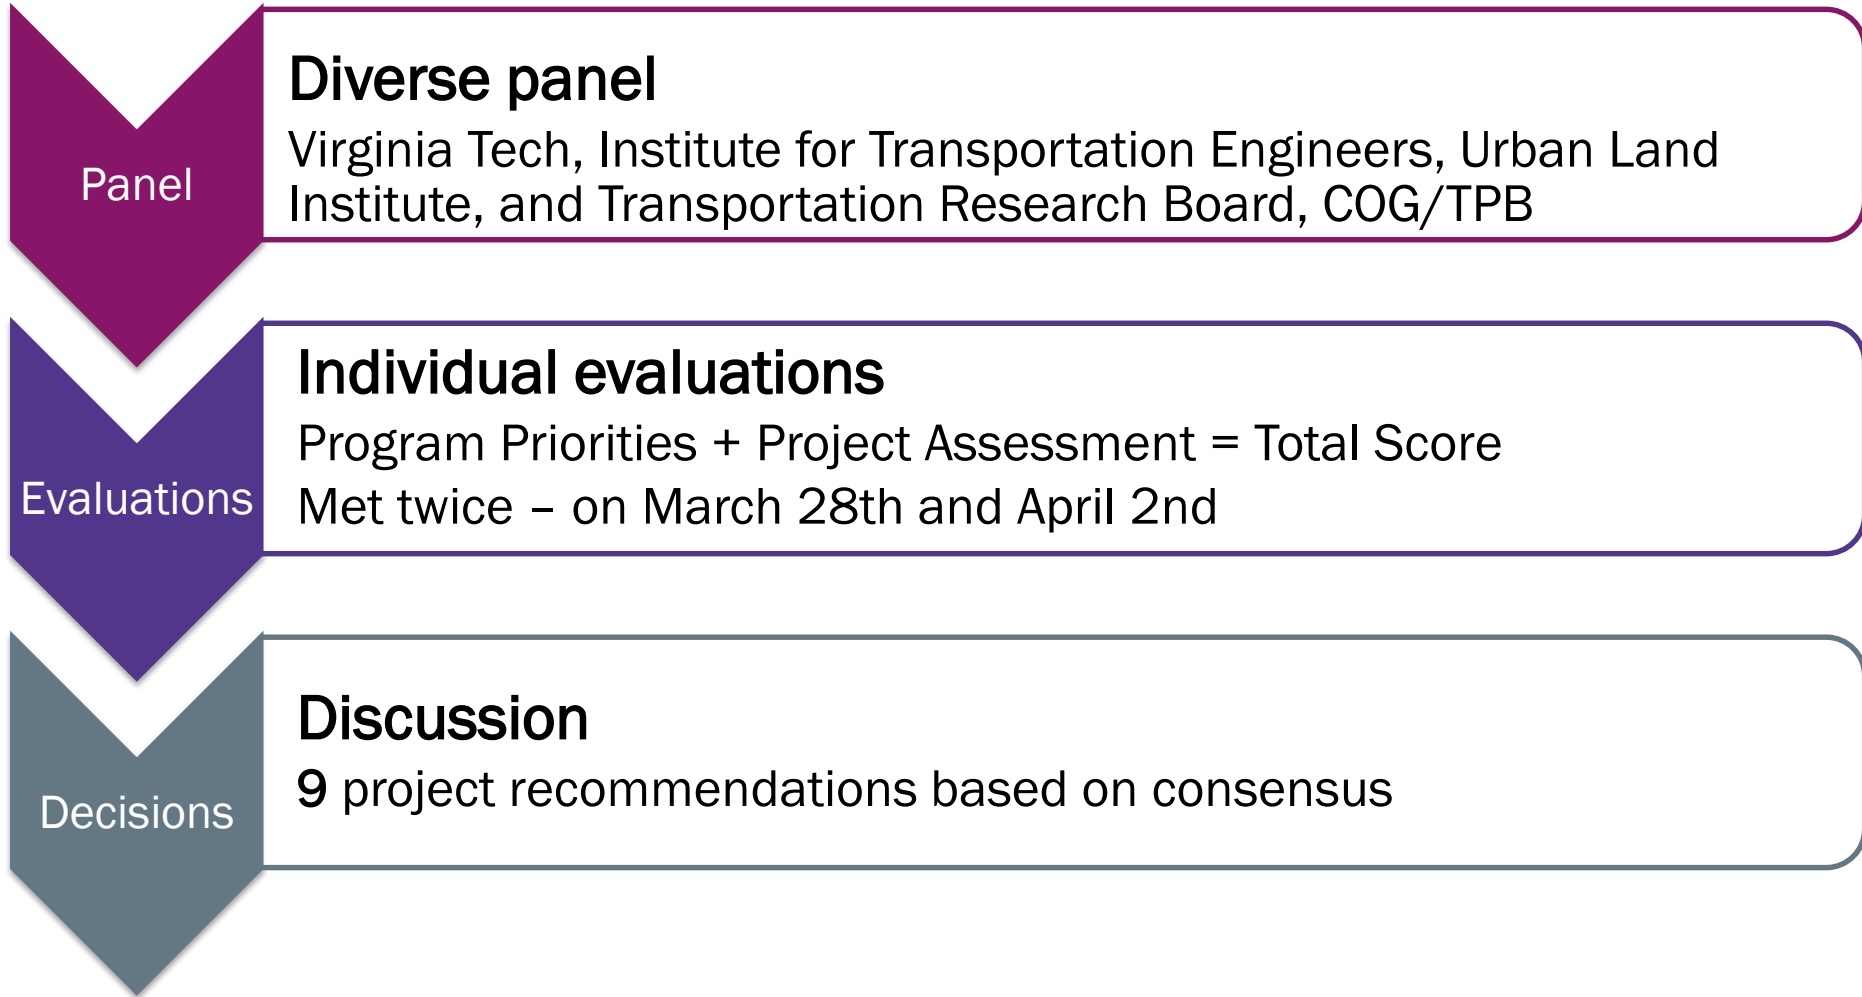 Panel
Diverse panel
Virginia Tech, Institute for Transportation Engineers, Urban Land
Institute, and Transportation Research Board, COG/TPB
Evaluations
Individual evaluations
Program Priorities + Project Assessment = Total Score
Met twice – on March 28th and April 2nd
Decisions
Discussion
9 project recommendations based on consensus